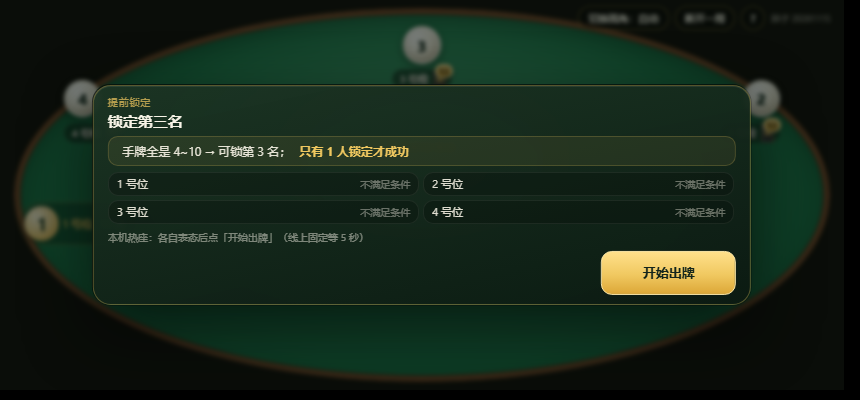 3
4
2
1
提前锁定
锁定第三名
手牌全是 4~10 → 可锁第 3 名； 只有 1 人锁定才成功
1 号位 不满足条件 2 号位 不满足条件
3 号位 不满足条件 4 号位 不满足条件
本机热座：各自表态后点「开始出牌」（线上固定等 5 秒）
开始出牌